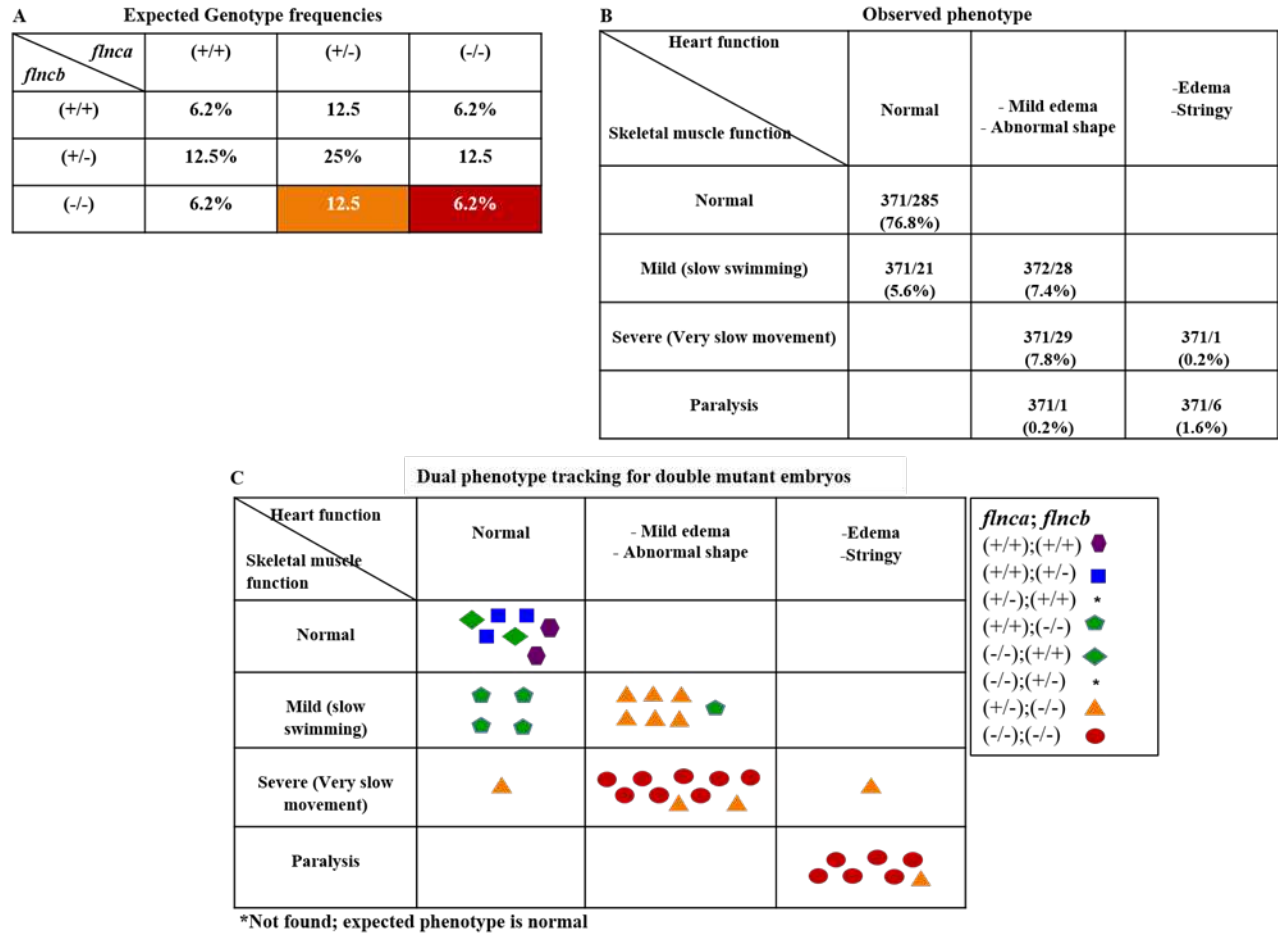 A
Expected Genotype frequencies
flnca
flncb
(+/+)
(+/-)
(-/-)
(+/+)
6.2%
12.5
6.2%
(+/-)
12.5%
25%
12.5
(-/-)
6.2%
12.5
6.2%
B
Observed phenotype
Heart function
Skeletal muscle function
Normal
- Mild edema
- Abnormal shape
-Edema
-Stringy
Normal
371/285
(76.8%)
Mild (slow swimming)
371/21
(5.6%)
372/28
(7.4%)
Severe (Very slow movement)
371/29
(7.8%)
371/1
(0.2%)
Paralysis
371/1
(0.2%)
371/6
(1.6%)
C
Dual phenotype tracking for double mutant embryos
Heart function
Skeletal muscle
function
Normal
- Mild edema
- Abnormal shape
-Edema
-Stringy
Normal
Mild (slow
swimming)
Severe (Very slow
movement)
Paralysis
*Not found; expected phenotype is normal
flnca; flncb
(+/+);(+/+)
(+/+);(+/-)
(+/-);(+/+) *
(+/+);(-/-)
(-/-);(+/+)
(-/-);(+/-) *
(+/-);(-/-)
(-/-);(-/-)